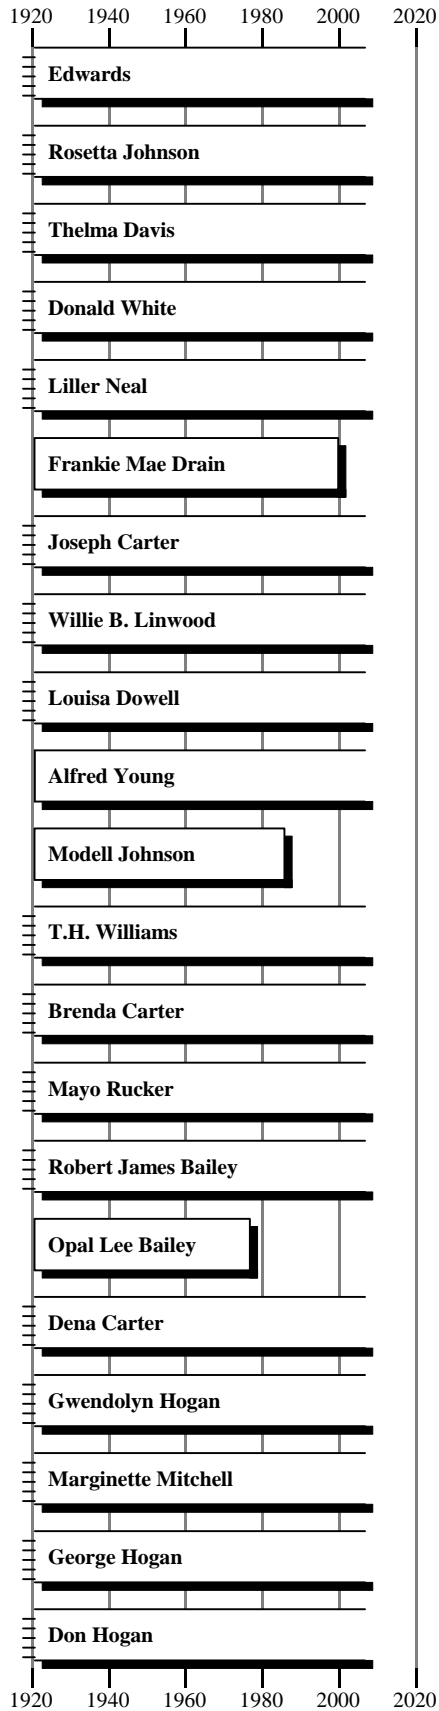 1920 1940 1960 1980 2000 2020
Edwards
Rosetta Johnson
Thelma Davis
Donald White
Liller Neal
Frankie Mae Drain
Joseph Carter
Willie B. Linwood
Louisa Dowell
Alfred Young
Modell Johnson
T.H. Williams
Brenda Carter
Mayo Rucker
Robert James Bailey
Opal Lee Bailey
Dena Carter
Gwendolyn Hogan
Marginette Mitchell
George Hogan
Don Hogan
1920 1940 1960 1980 2000 2020